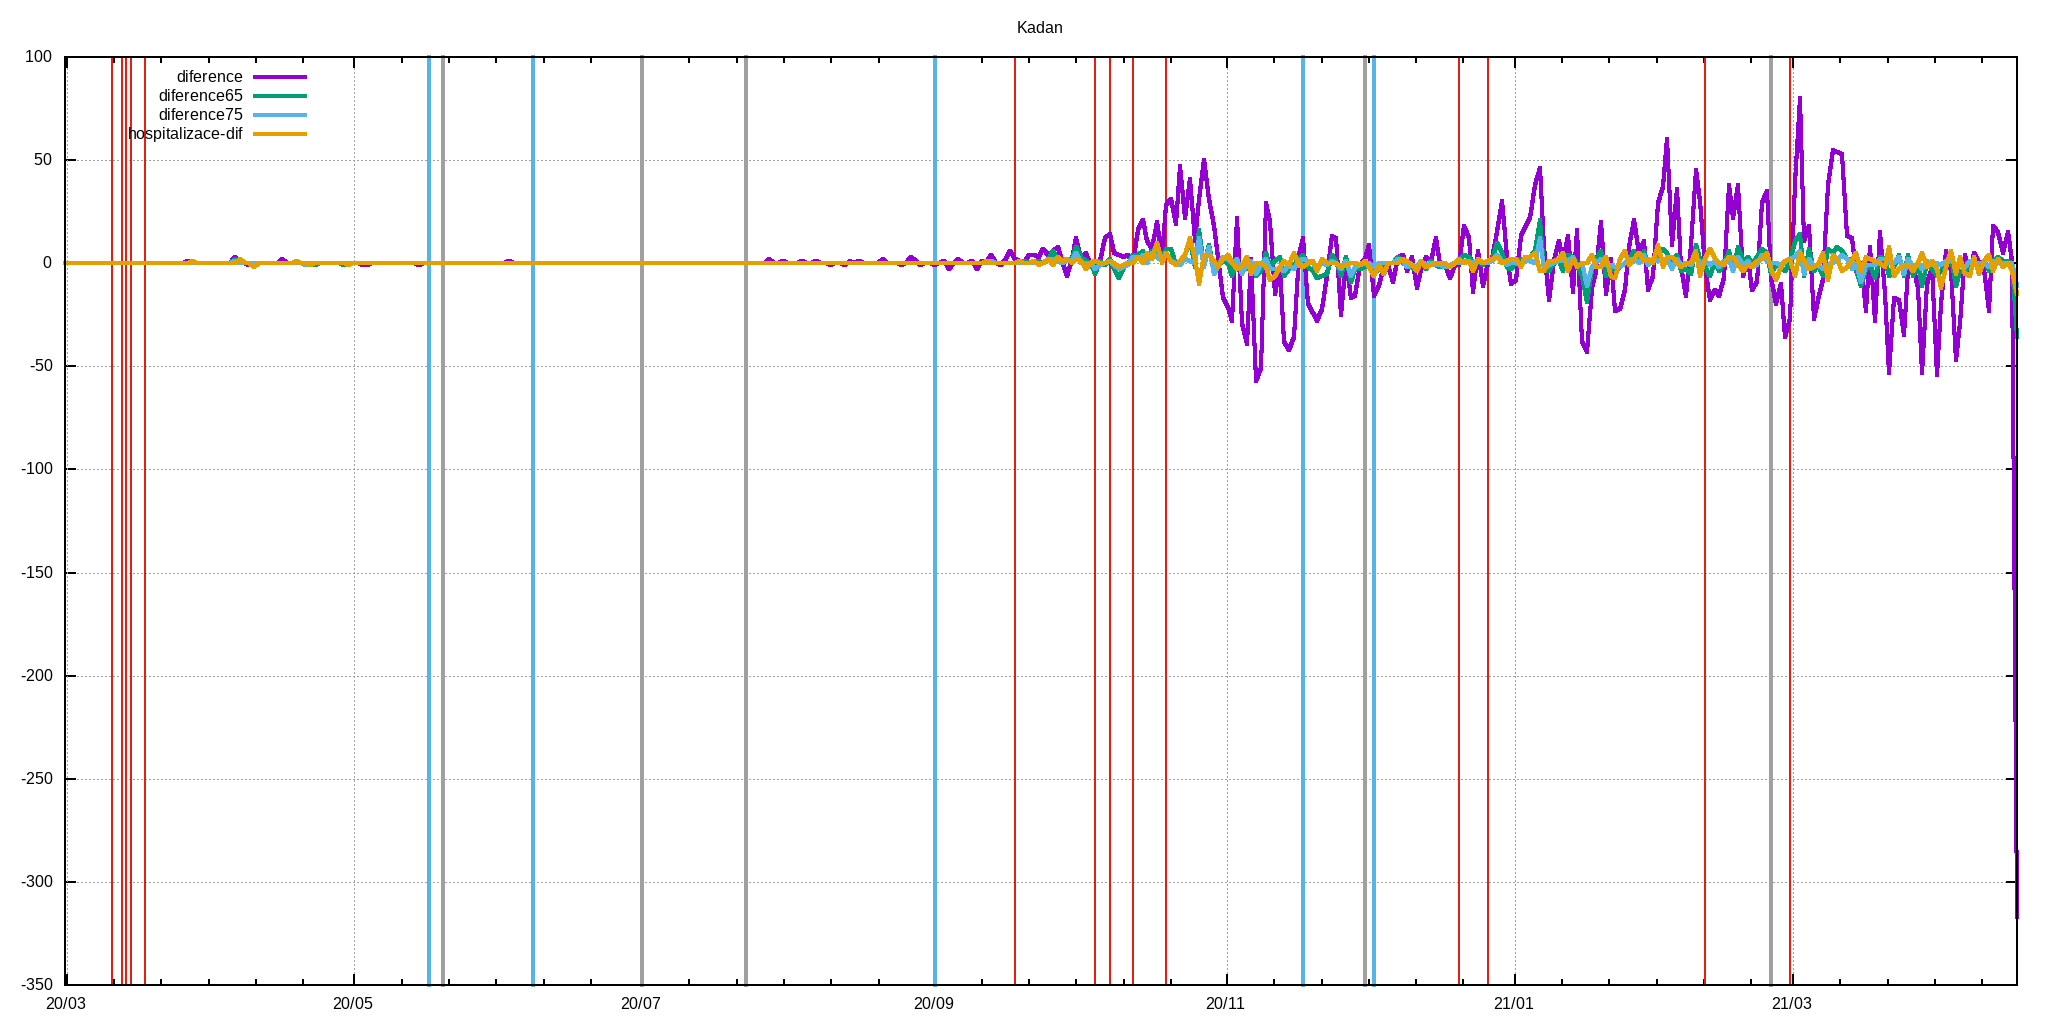 Kadan
100
diference
diference65
diference75
hospitalizace-dif
50
0
-50
-100
-150
-200
-250
-300
-350
20/03 20/05 20/07 20/09 20/11 21/01 21/03